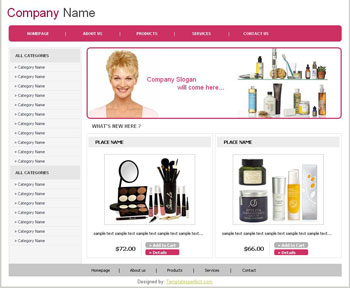 Company Name
HOMEPAGE | ABOUT US | PRODUCTS | SERVICES | CONTACT US
ALL CATEGORIES
» Category Name
» Category Name
» Category Name
» Category Name
» Category Name
» Category Name
» Category Name
» Category Name
» Category Name
» Category Name
» Category Name
ALL CATEGORIES
» Category Name
» Category Name
» Category Name
» Category Name
» Category Name
» Category Name
» Category Name
Company Slogan
will come here...
WHAT'S NEW HERE ?
PLACE NAME
sample text sample text sample text sample text...
$72.00
» Add to Cart
» Details
PLACE NAME
sample text sample text sample text sample text...
$66.00
» Add to Cart
» Details
Homepage | About us | Products | Services | Contact
Designed by: